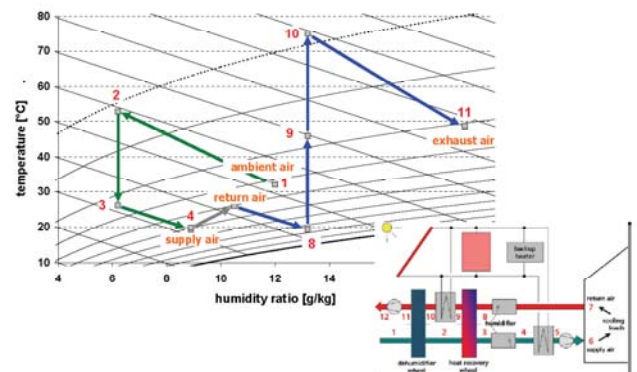 80
70
60
50
40
30
20
10
temperature [°C]
10
2
9
11
exhaust air
ambient air
1
return air
3
4
supply air
8
4 6 8 10 12 14
humidity ratio [g/kg]
backup
heater
return air
7
cooling
loads
6
supply air
12 11 10 9 8
humidifier
1 2 3 4 5
dehumidifier
wheel
heat recovery
wheel